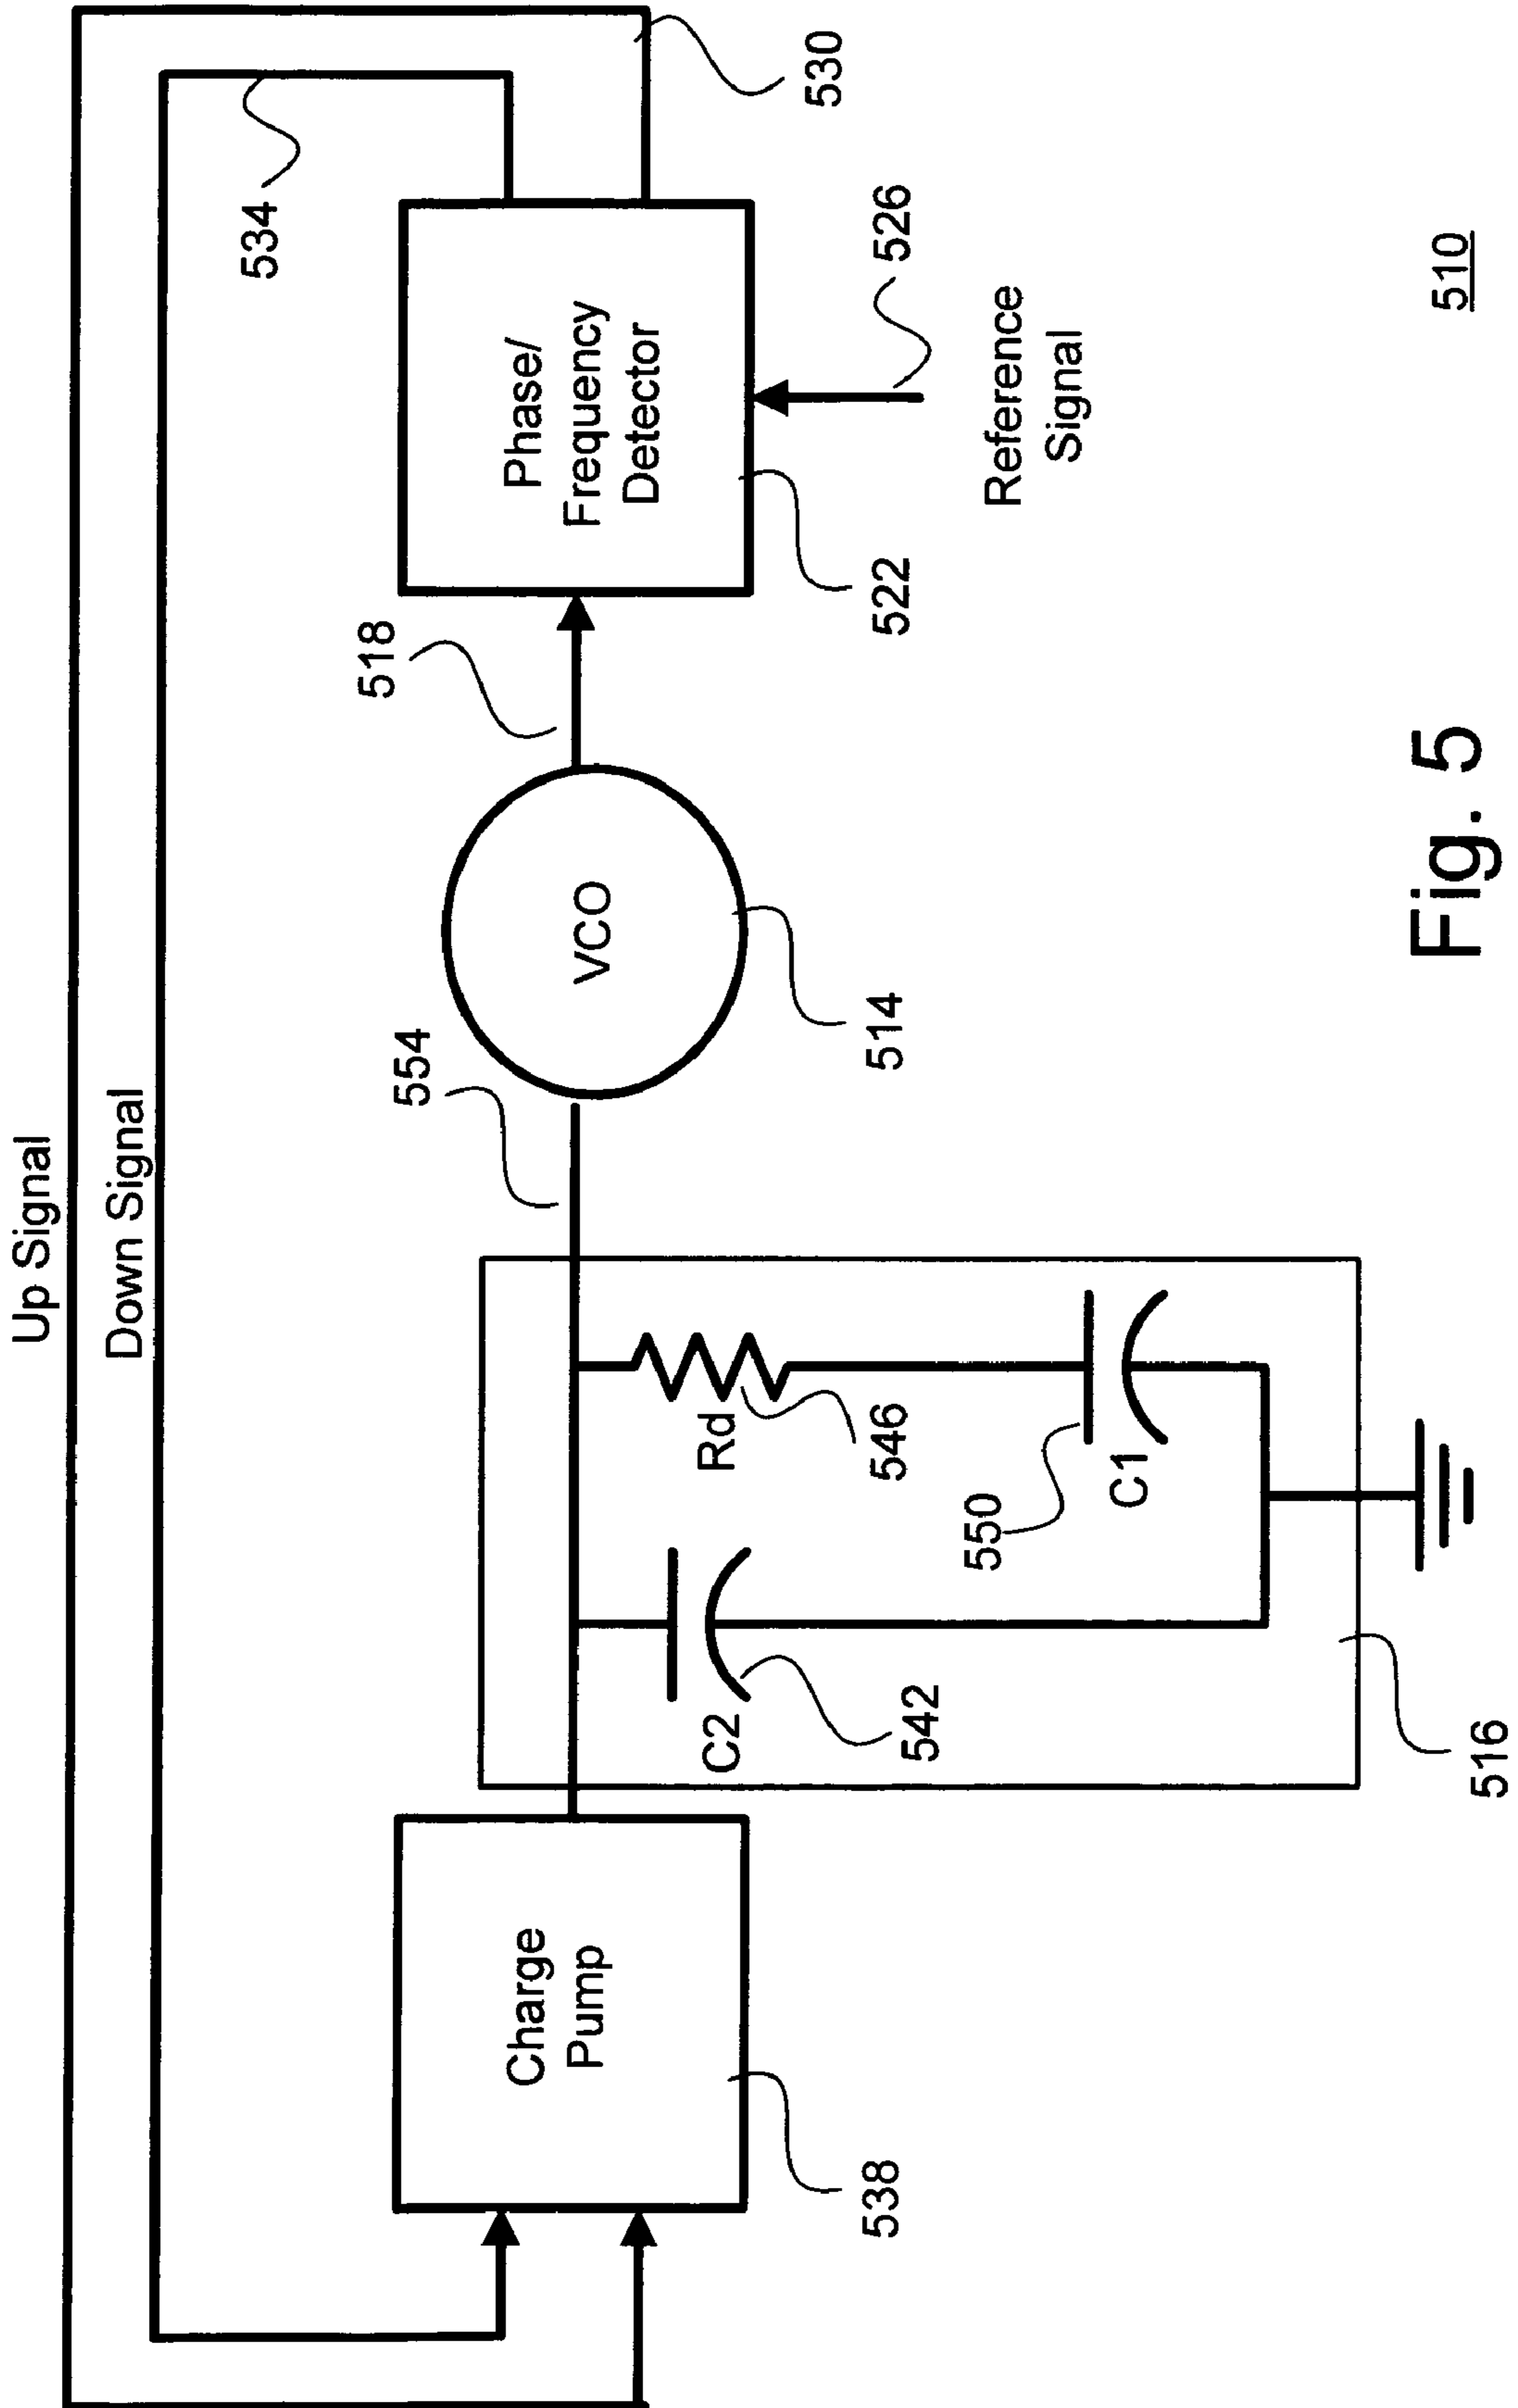 Up Signal
Down Signal
534
530
518
554
Charge
Pump
VCO
Phase/
Frequency
Detector
C2
Rd
538
542
546
550
C1
514
522
526
Reference
Signal
516
510
Fig. 5